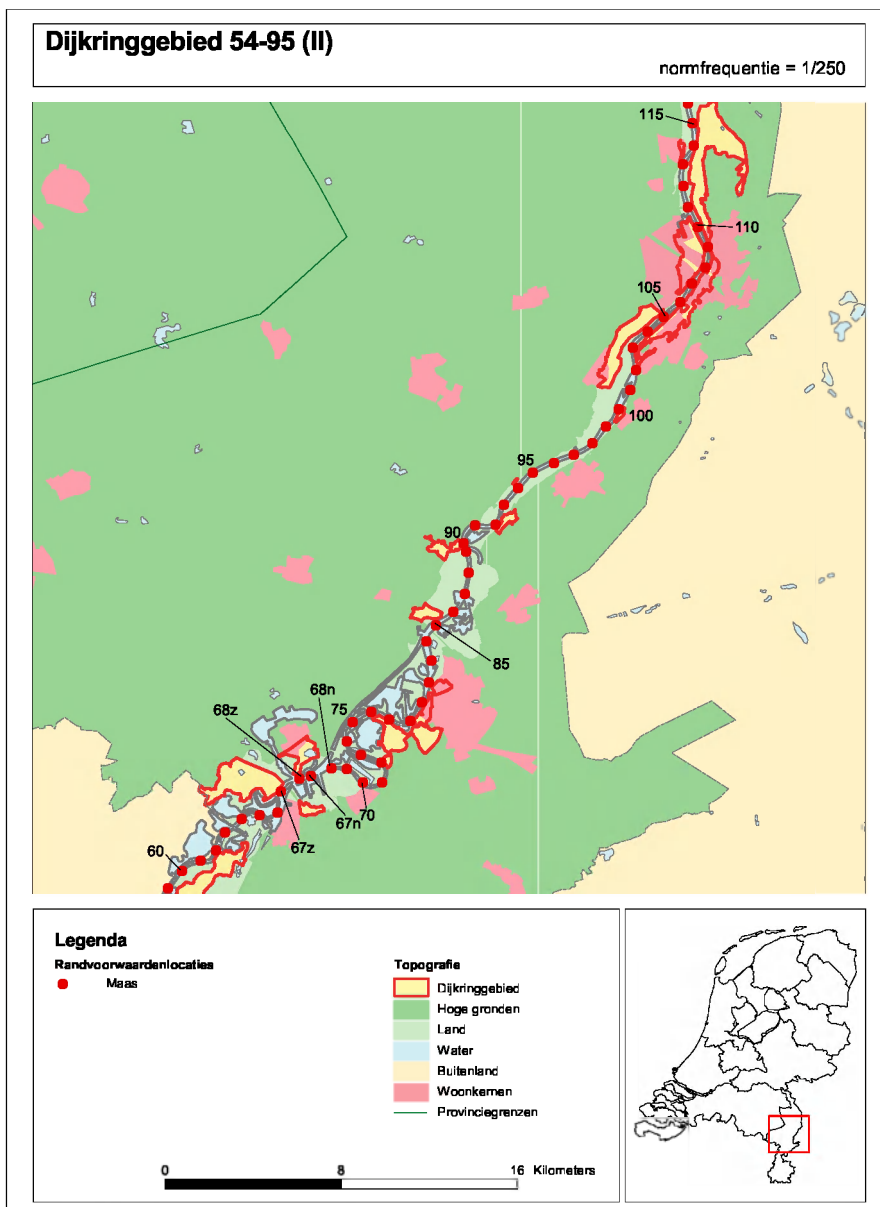 Dijkringgebied 54-95 (II)
normfrequentie = 1/250
115
110
105
100
95
90
85
68n
75
68z
70
67n
67z
60
Legenda
Randvoorwaardenlocaties
Maas
Topografie
Dijkringgebied
Hoge gronden
Land
Water
Buitenland
Woonkernen
Provinciegrenzen
0 8 16 Kilometers